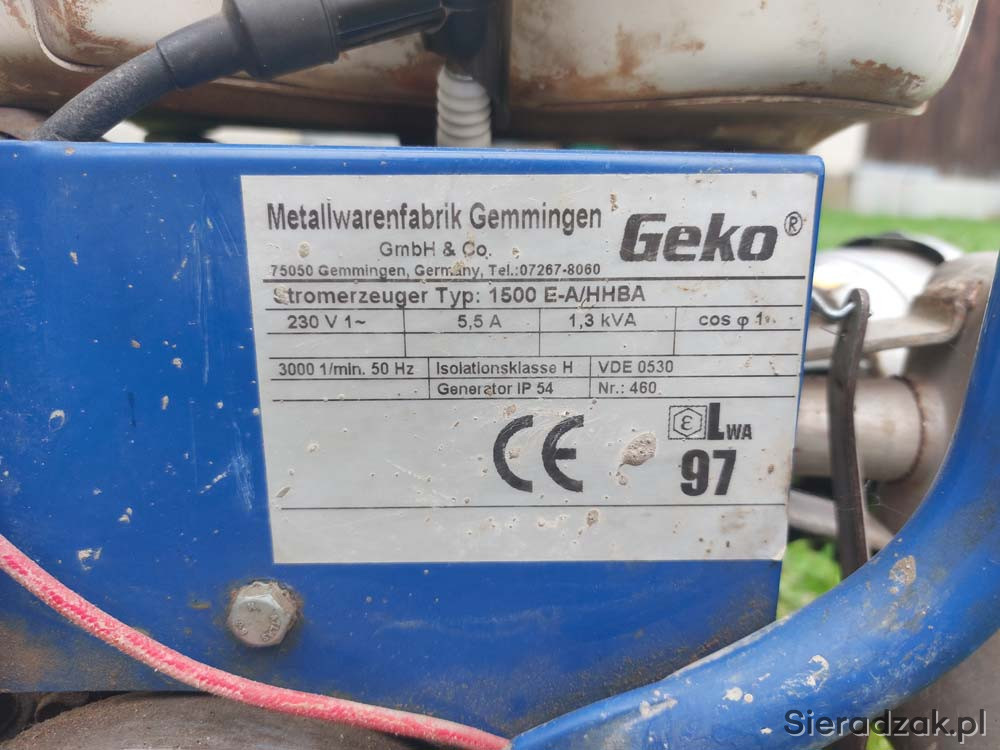 Metallwarenfabrik Gemmingen
GmbH & Co.
75050 Gemmingen, Germany, Tel.:07267-8060
Geko®
Stromerzeuger Typ: 1500 E-A/HHBA
230 V 1~ 5,5 A 1,3 kVA cos φ 1
3000 1/min. 50 Hz Isolationsklasse H VDE 0530
Generator IP 54 Nr.: 460
CE ε LWA
97
Sieradzak.pl